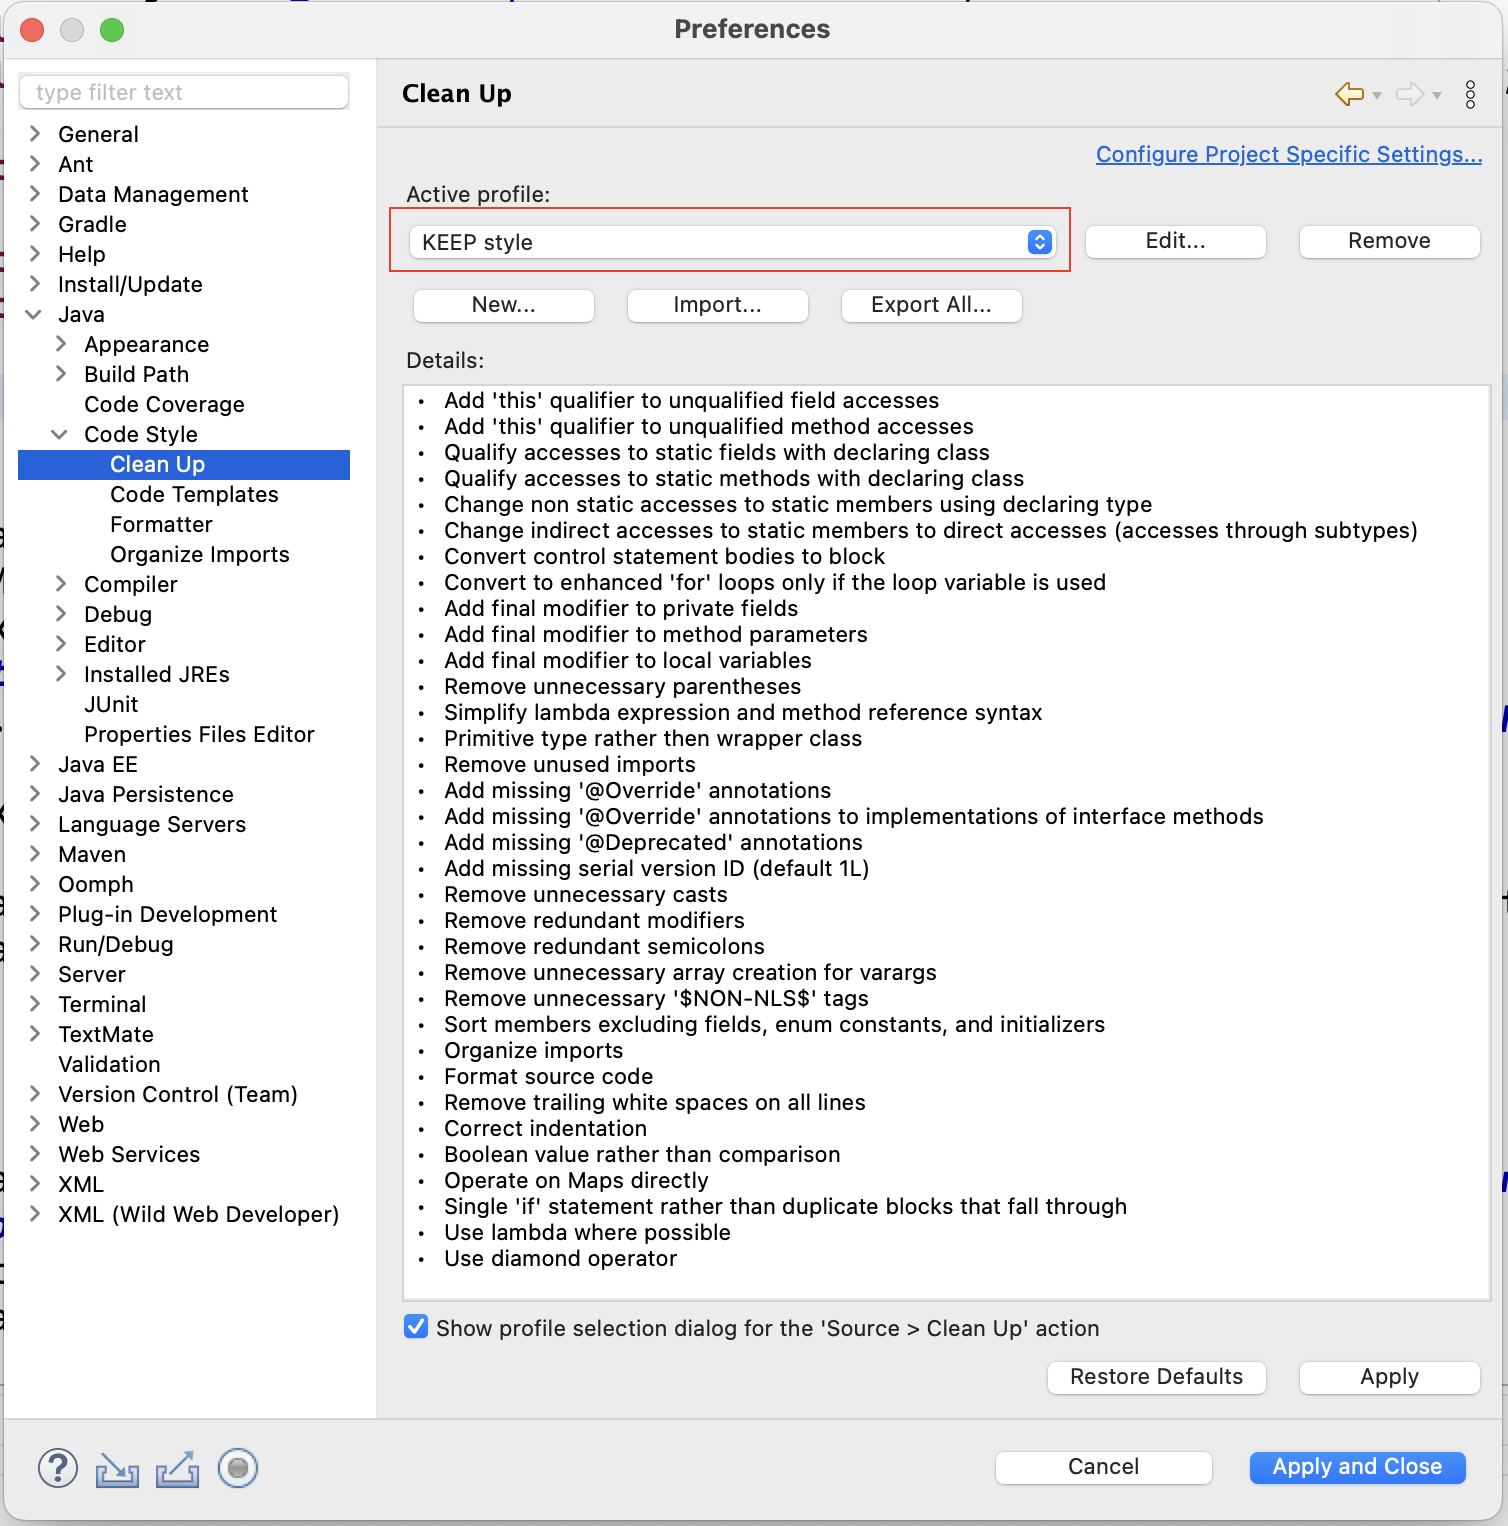 Preferences
type filter text
General
Ant
Data Management
Gradle
Help
Install/Update
Java
Appearance
Build Path
Code Coverage
Code Style
Clean Up
Code Templates
Formatter
Organize Imports
Compiler
Debug
Editor
Installed JREs
JUnit
Properties Files Editor
Java EE
Java Persistence
Language Servers
Maven
Oomph
Plug-in Development
Run/Debug
Server
Terminal
TextMate
Validation
Version Control (Team)
Web
Web Services
XML
XML (Wild Web Developer)
Clean Up
Configure Project Specific Settings...
Active profile:
KEEP style
Edit...
Remove
New...
Import...
Export All...
Details:
• Add 'this' qualifier to unqualified field accesses
• Add 'this' qualifier to unqualified method accesses
• Qualify accesses to static fields with declaring class
• Qualify accesses to static methods with declaring class
• Change non static accesses to static members using declaring type
• Change indirect accesses to static members to direct accesses (accesses through subtypes)
• Convert control statement bodies to block
• Convert to enhanced 'for' loops only if the loop variable is used
• Add final modifier to private fields
• Add final modifier to method parameters
• Add final modifier to local variables
• Remove unnecessary parentheses
• Simplify lambda expression and method reference syntax
• Primitive type rather then wrapper class
• Remove unused imports
• Add missing '@Override' annotations
• Add missing '@Override' annotations to implementations of interface methods
• Add missing '@Deprecated' annotations
• Add missing serial version ID (default 1L)
• Remove unnecessary casts
• Remove redundant modifiers
• Remove redundant semicolons
• Remove unnecessary array creation for varargs
• Remove unnecessary '$NON-NLS$' tags
• Sort members excluding fields, enum constants, and initializers
• Organize imports
• Format source code
• Remove trailing white spaces on all lines
• Correct indentation
• Boolean value rather than comparison
• Operate on Maps directly
• Single 'if' statement rather than duplicate blocks that fall through
• Use lambda where possible
• Use diamond operator
Show profile selection dialog for the 'Source > Clean Up' action
Restore Defaults
Apply
?
Cancel
Apply and Close